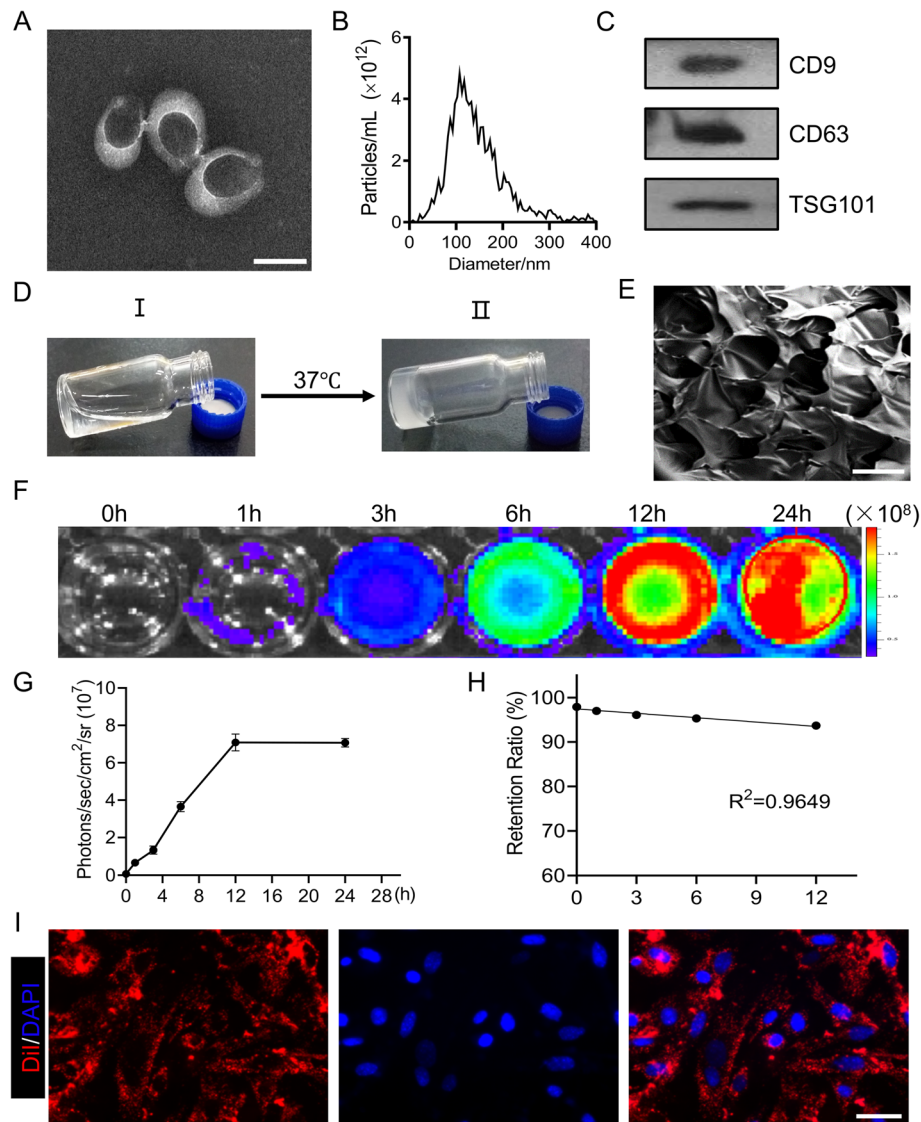 A
B
Particles/mL (×10¹²)
6
4
2
0
0 100 200 300 400
Diameter/nm
C
CD9
CD63
TSG101
D
I
II
37℃
E
F
0h 1h 3h 6h 12h 24h (×10⁸)
1.5
1.0
0.5
G
Photons/sec/cm²/sr (10⁷)
10
8
6
4
2
0
0 4 8 12 16 20 24 28 (h)
H
Retention Ratio (%)
100
90
80
70
60
R²=0.9649
0 3 6 9 12
I
DiI/DAPI